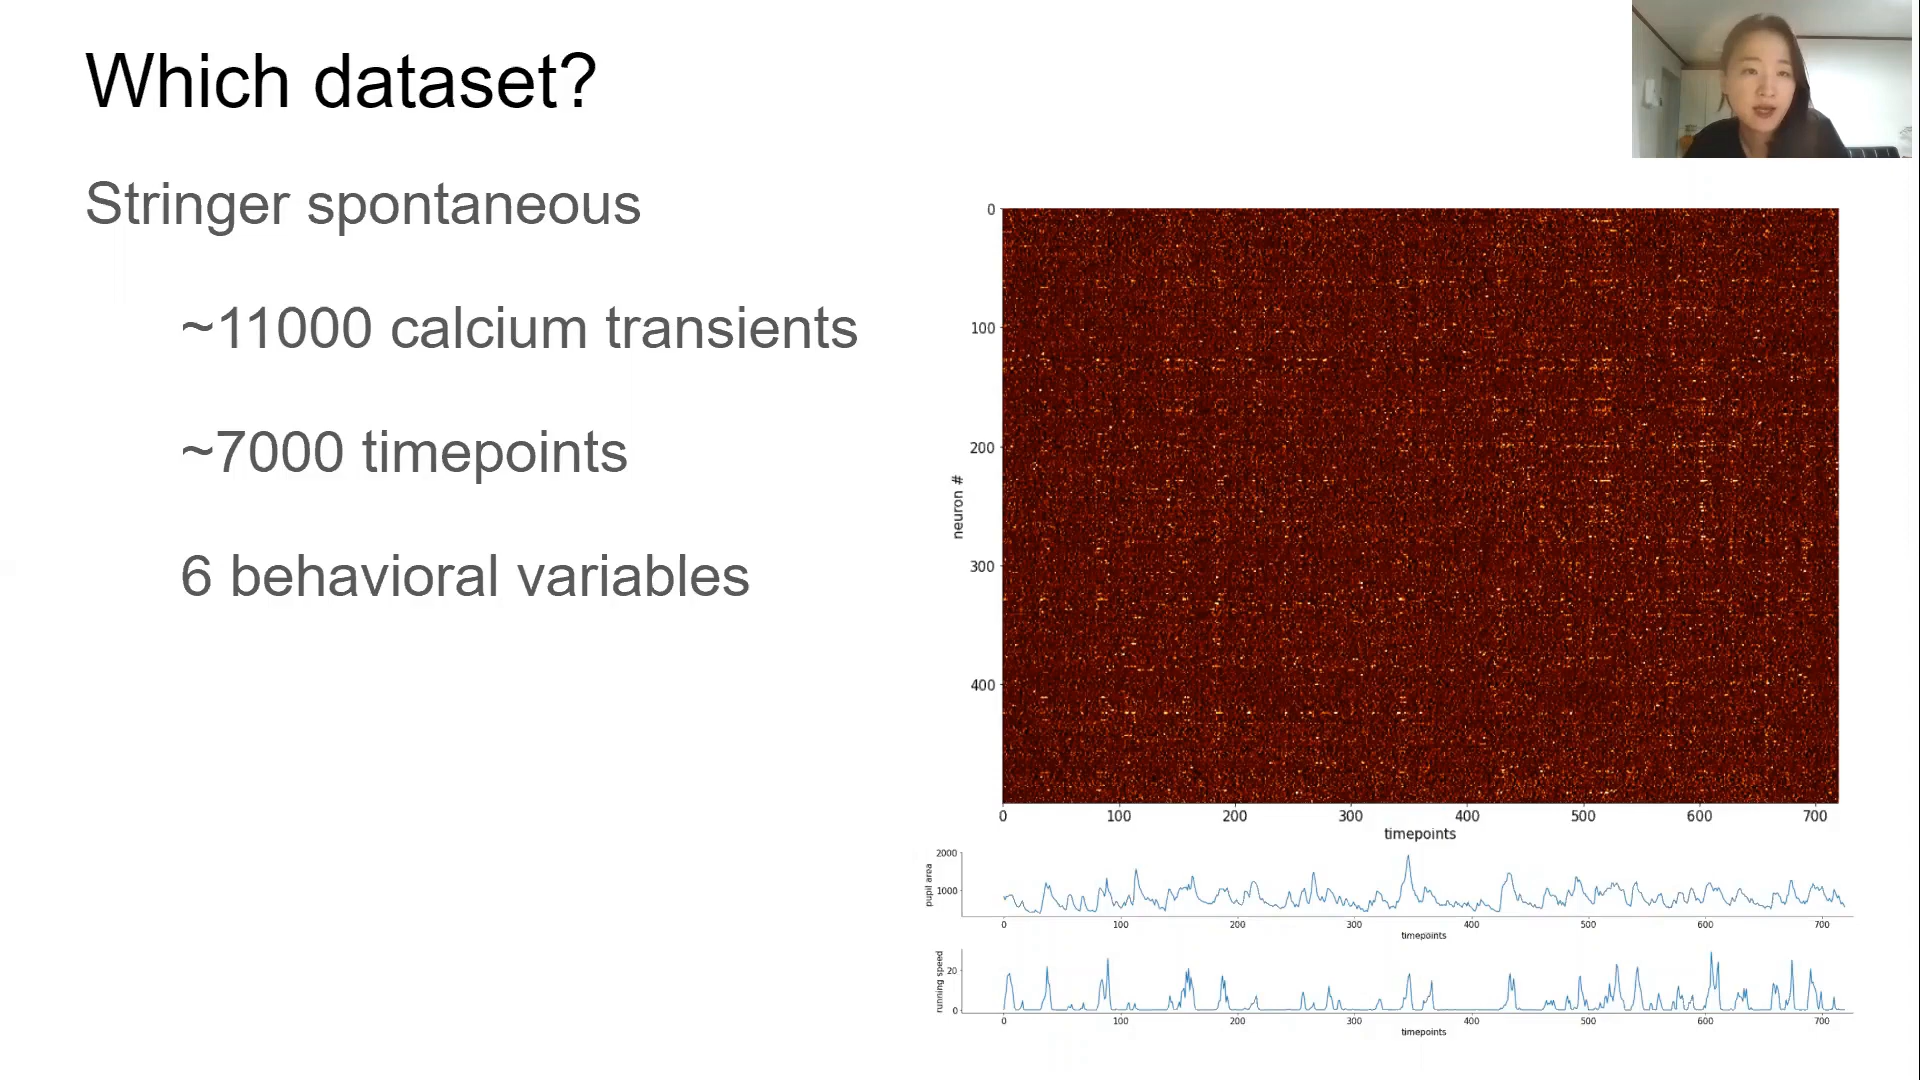 Which dataset?
Stringer spontaneous
~11000 calcium transients
~7000 timepoints
6 behavioral variables
neuron #
0
100
200
300
400
0 100 200 300 400 500 600 700
timepoints
pupil area
2000
1000
0 100 200 300 400 500 600 700
timepoints
running speed
20
0
0 100 200 300 400 500 600 700
timepoints